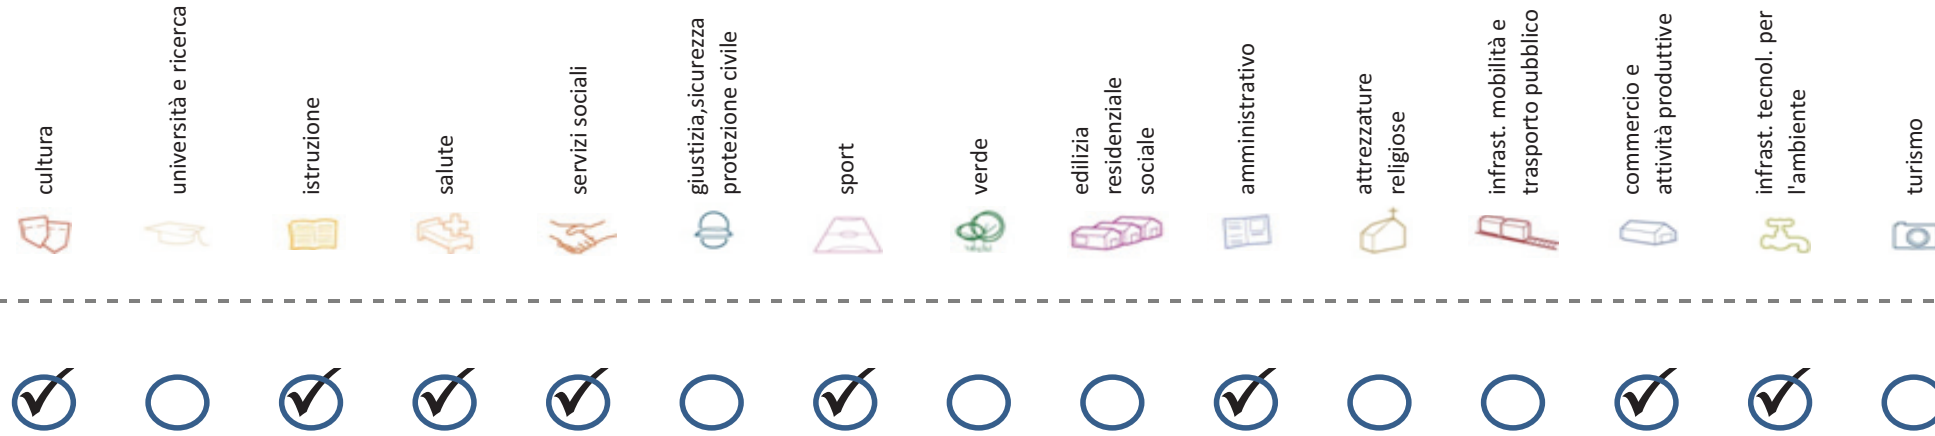 cultura
università e ricerca
istruzione
salute
servizi sociali
giustizia,sicurezza
protezione civile
sport
verde
edilizia
residenziale
sociale
amministrativo
attrezzature
religiose
infrast. mobilità e
trasporto pubblico
commercio e
attività produttive
infrast. tecnol. per
l'ambiente
turismo